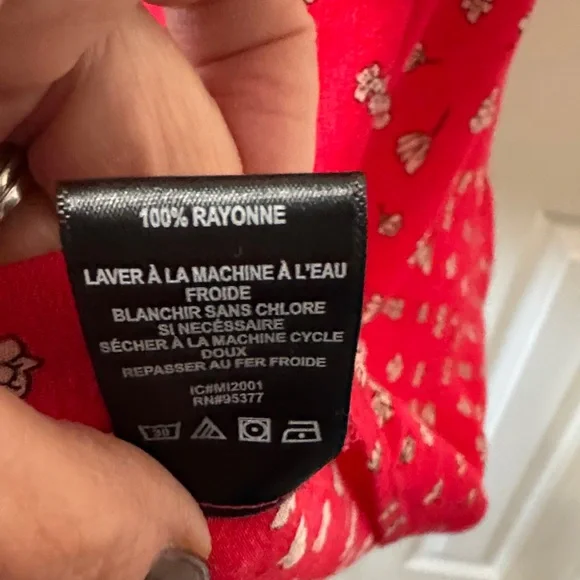 100% RAYONNE
LAVER À LA MACHINE À L'EAU
FROIDE
BLANCHIR SANS CHLORE
SI NECÉSSAIRE
SÉCHER À LA MACHINE CYCLE
DOUX
REPASSER AU FER FROIDE
IC#MI2001
RN#95377
30